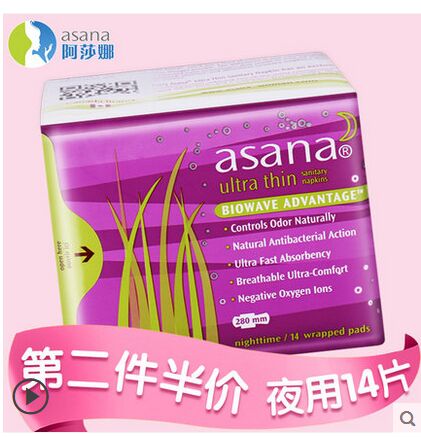 asana
阿莎娜
asana®
ultra thin sanitary napkins
BIOWAVE ADVANTAGE™
• Controls Odor Naturally
• Natural Antibacterial Action
• Ultra Fast Absorbency
• Breathable Ultra-Comfort
• Negative Oxygen Ions
280 mm
nighttime/14 wrapped pads
open here
第二件半价 夜用14片